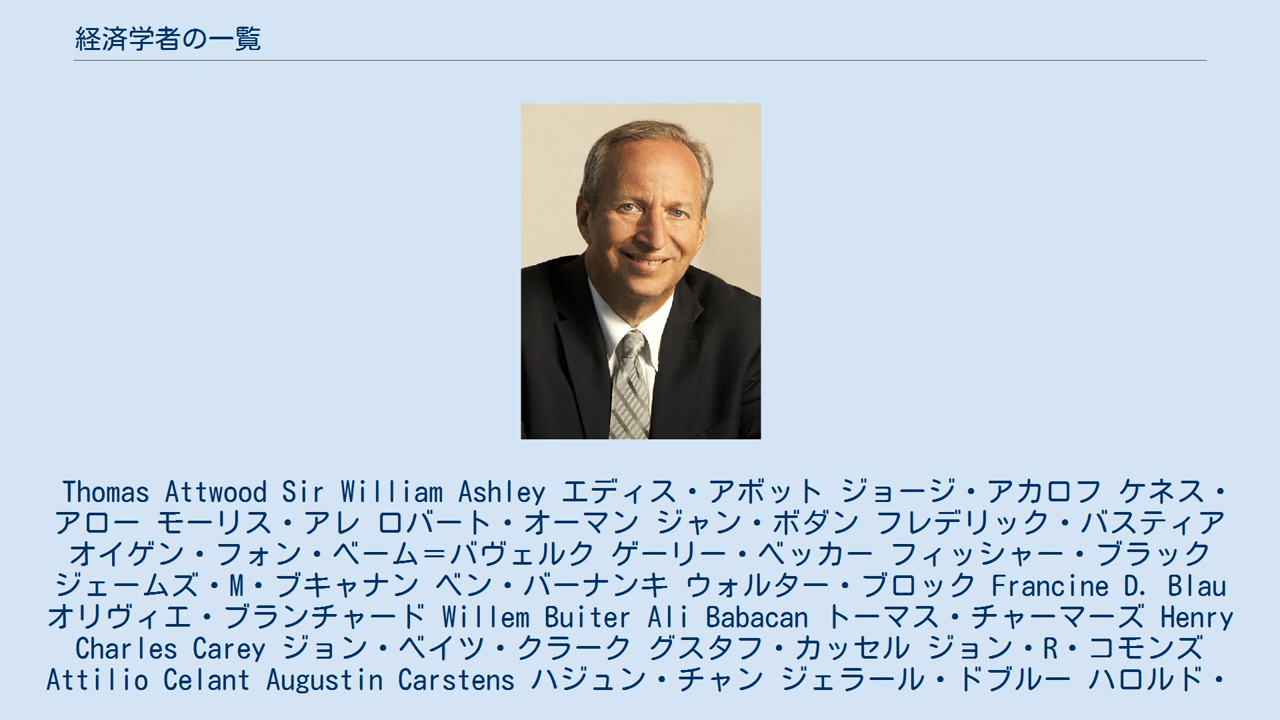 経済学者の一覧
Thomas Attwood Sir William Ashley エディス・アボット ジョージ・アカロフ ケネス・
アロー モーリス・アレ ロバート・オーマン ジャン・ボダン フレデリック・バスティア
オイゲン・フォン・ベーム＝バヴェルク ゲーリー・ベッカー フィッシャー・ブラック
ジェームズ・M・ブキャナン ベン・バーナンキ ウォルター・ブロック Francine D. Blau
オリヴィエ・ブランチャード Willem Buiter Ali Babacan トーマス・チャーマーズ Henry
Charles Carey ジョン・ベイツ・クラーク グスタフ・カッセル ジョン・R・コモンズ
Attilio Celant Augustin Carstens ハジュン・チャン ジェラール・ドブルー ハロルド・